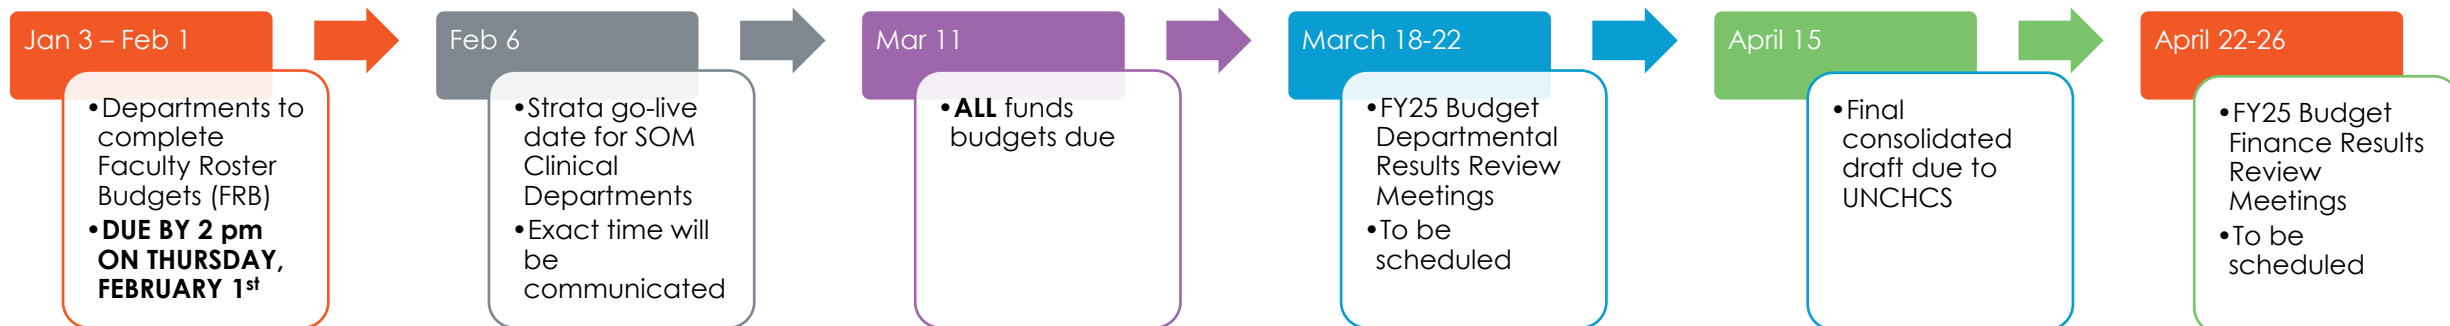 Jan 3 – Feb 1
•Departments to
complete
Faculty Roster
Budgets (FRB)
•DUE BY 2 pm
ON THURSDAY,
FEBRUARY 1st
Feb 6
•Strata go-live
date for SOM
Clinical
Departments
•Exact time will
be
communicated
Mar 11
•ALL funds
budgets due
March 18-22
•FY25 Budget
Departmental
Results Review
Meetings
•To be
scheduled
April 15
•Final
consolidated
draft due to
UNCHCS
April 22-26
•FY25 Budget
Finance Results
Review
Meetings
•To be
scheduled